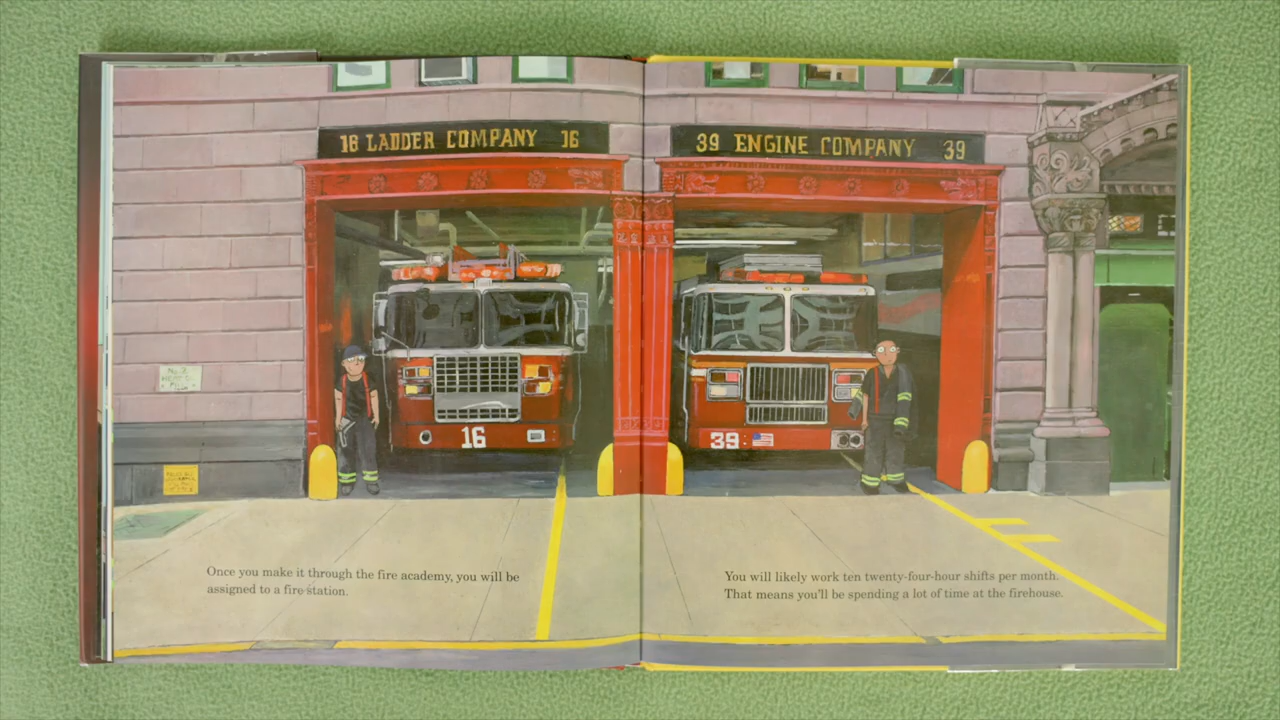 16 LADDER COMPANY 16
39 ENGINE COMPANY 39
16
39
Once you make it through the fire academy, you will be
assigned to a fire station.
You will likely work ten twenty-four-hour shifts per month.
That means you'll be spending a lot of time at the firehouse.